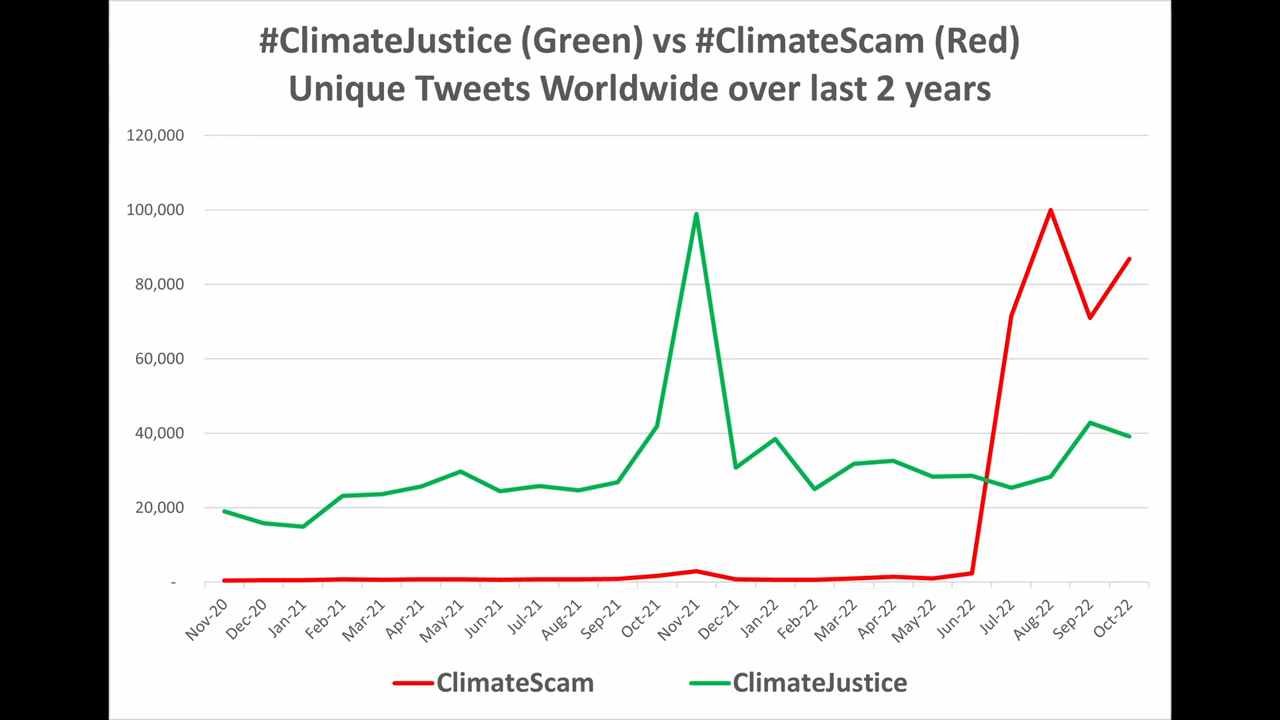 #ClimateJustice (Green) vs #ClimateScam (Red)
Unique Tweets Worldwide over last 2 years
120,000
100,000
80,000
60,000
40,000
20,000
-
Nov-20
Dec-20
Jan-21
Feb-21
Mar-21
Apr-21
May-21
Jun-21
Jul-21
Aug-21
Sep-21
Oct-21
Nov-21
Dec-21
Jan-22
Feb-22
Mar-22
Apr-22
May-22
Jun-22
Jul-22
Aug-22
Sep-22
Oct-22
ClimateScam
ClimateJustice